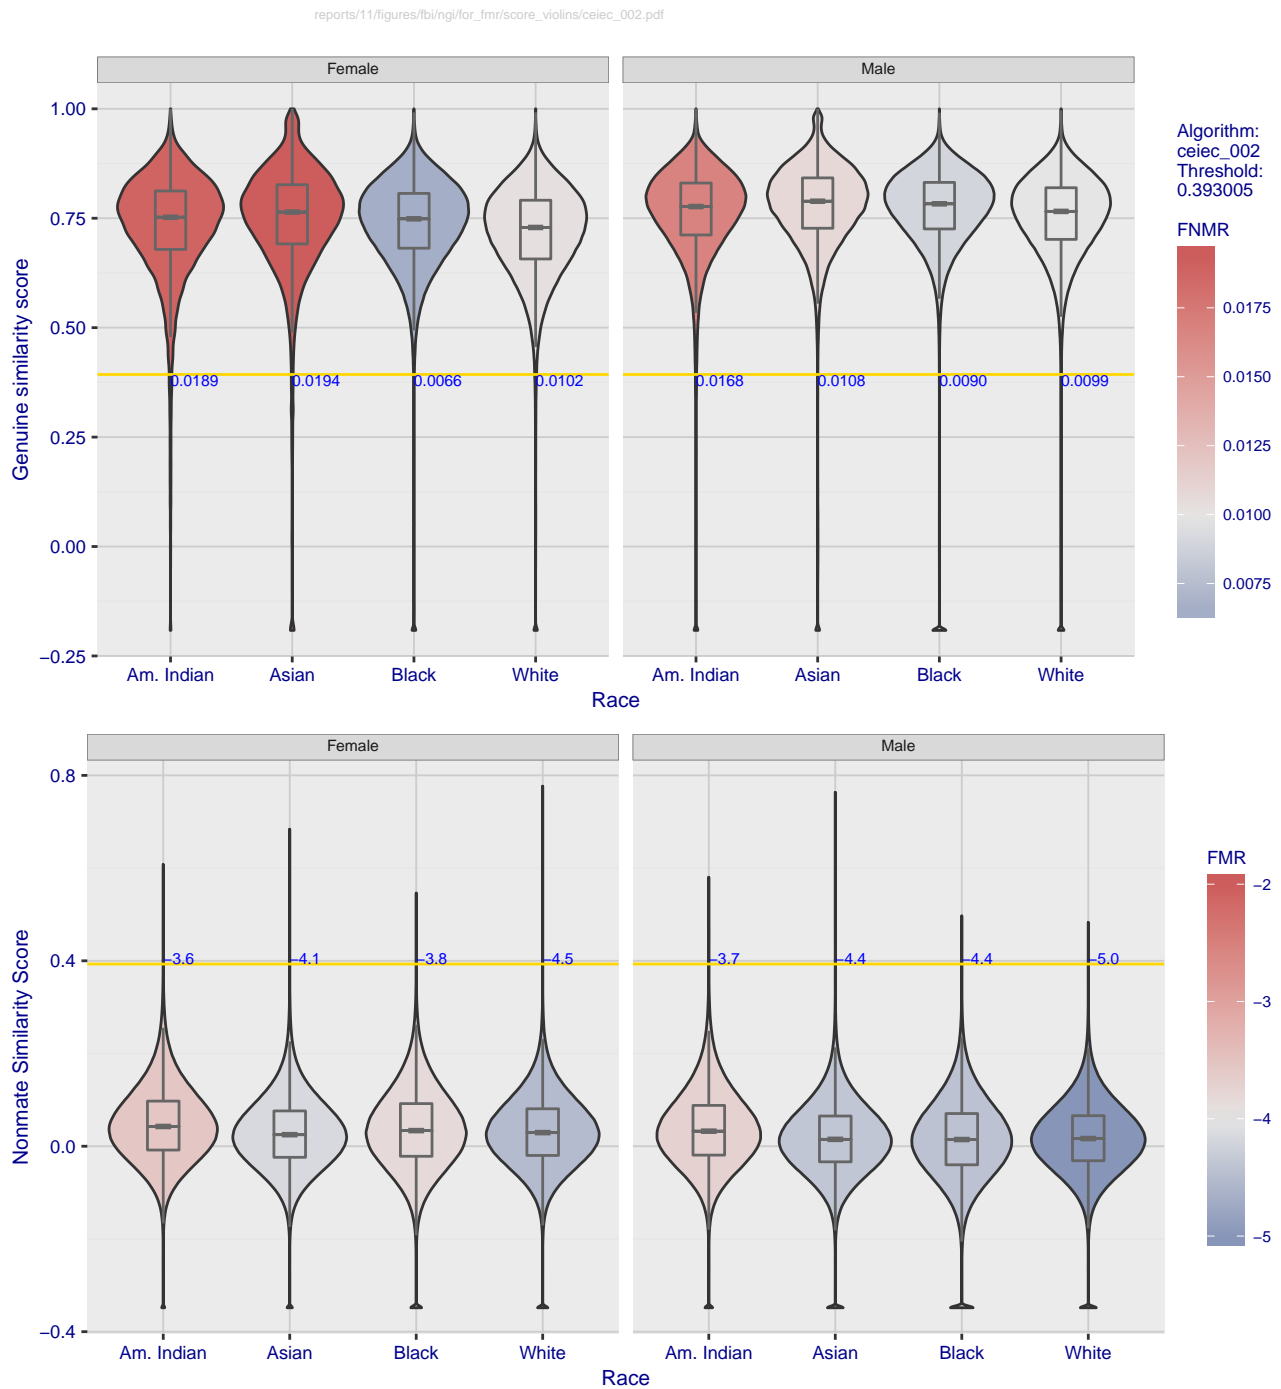 reports/11/figures/fbi/ngi/for_fmr/score_violins/ceiec_002.pdf
Female
Male
Genuine similarity score
1.00
0.75
0.50
0.25
0.00
−0.25
0.0189
0.0194
0.0066
0.0102
0.0168
0.0108
0.0090
0.0099
Am. Indian
Asian
Black
White
Am. Indian
Asian
Black
White
Race
Algorithm:
ceiec_002
Threshold:
0.393005
FNMR
0.0175
0.0150
0.0125
0.0100
0.0075
Female
Male
Nonmate Similarity Score
0.8
0.4
0.0
−0.4
−3.6
−4.1
−3.8
−4.5
−3.7
−4.4
−4.4
−5.0
Am. Indian
Asian
Black
White
Am. Indian
Asian
Black
White
Race
FMR
−2
−3
−4
−5